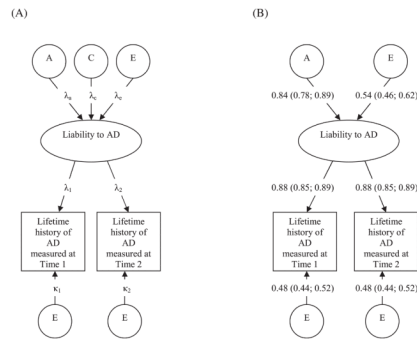 (A)
(B)
A C E
A E
λa λc λe
0.84 (0.78; 0.89) 0.54 (0.46; 0.62)
Liability to AD
Liability to AD
λ1 λ2
0.88 (0.85; 0.89) 0.88 (0.85; 0.89)
Lifetime
history of
AD
measured at
Time 1
Lifetime
history of
AD
measured at
Time 2
Lifetime
history of
AD
measured at
Time 1
Lifetime
history of
AD
measured at
Time 2
κ1 κ2
0.48 (0.44; 0.52) 0.48 (0.44; 0.52)
E E
E E